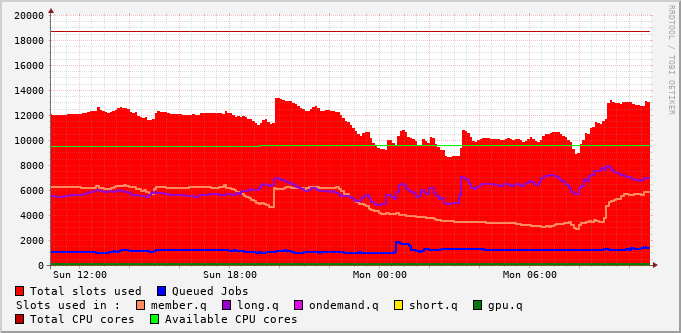 20000
18000
16000
14000
12000
10000
8000
6000
4000
2000
0
Sun 12:00 Sun 18:00 Mon 00:00 Mon 06:00
RRDTOOL / TOBI OETIKER
Total slots used Queued Jobs
Slots used in : member.q long.q ondemand.q short.q gpu.q
Total CPU cores Available CPU cores